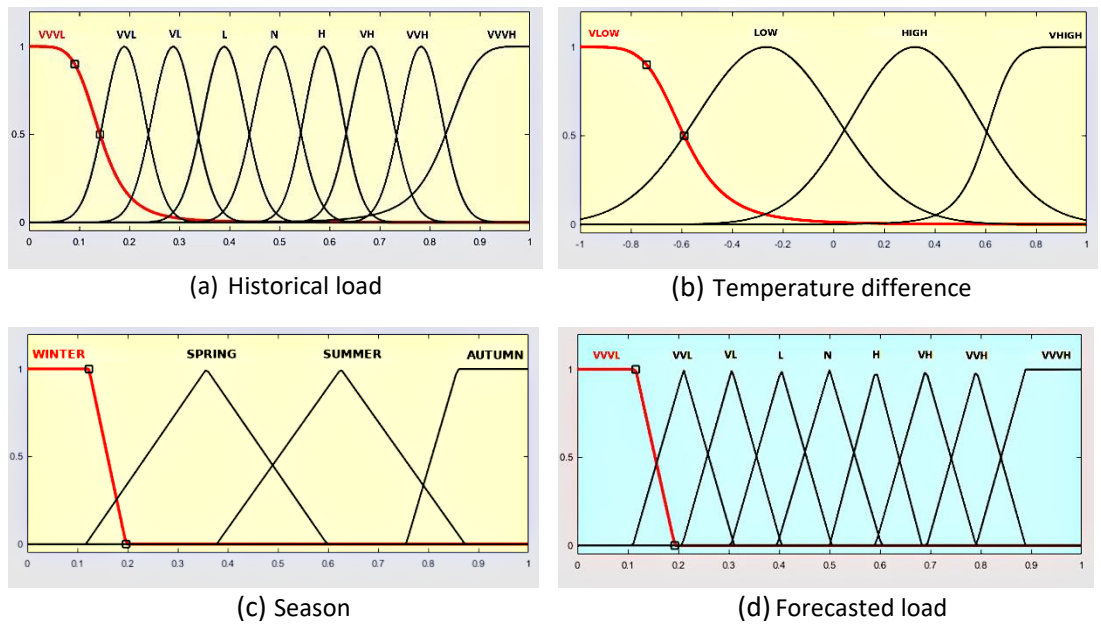 VVVL VVL VL L N H VH VVH VVVH
1
0.5
0
0 0.1 0.2 0.3 0.4 0.5 0.6 0.7 0.8 0.9 1
(a) Historical load
VLOW LOW HIGH VHIGH
1
0.5
0
-1 -0.8 -0.6 -0.4 -0.2 0 0.2 0.4 0.6 0.8 1
(b) Temperature difference
WINTER SPRING SUMMER AUTUMN
1
0.5
0
0 0.1 0.2 0.3 0.4 0.5 0.6 0.7 0.8 0.9 1
(c) Season
VVVL VVL VL L N H VH VVH VVVH
1
0.5
0
0 0.1 0.2 0.3 0.4 0.5 0.6 0.7 0.8 0.9 1
(d) Forecasted load